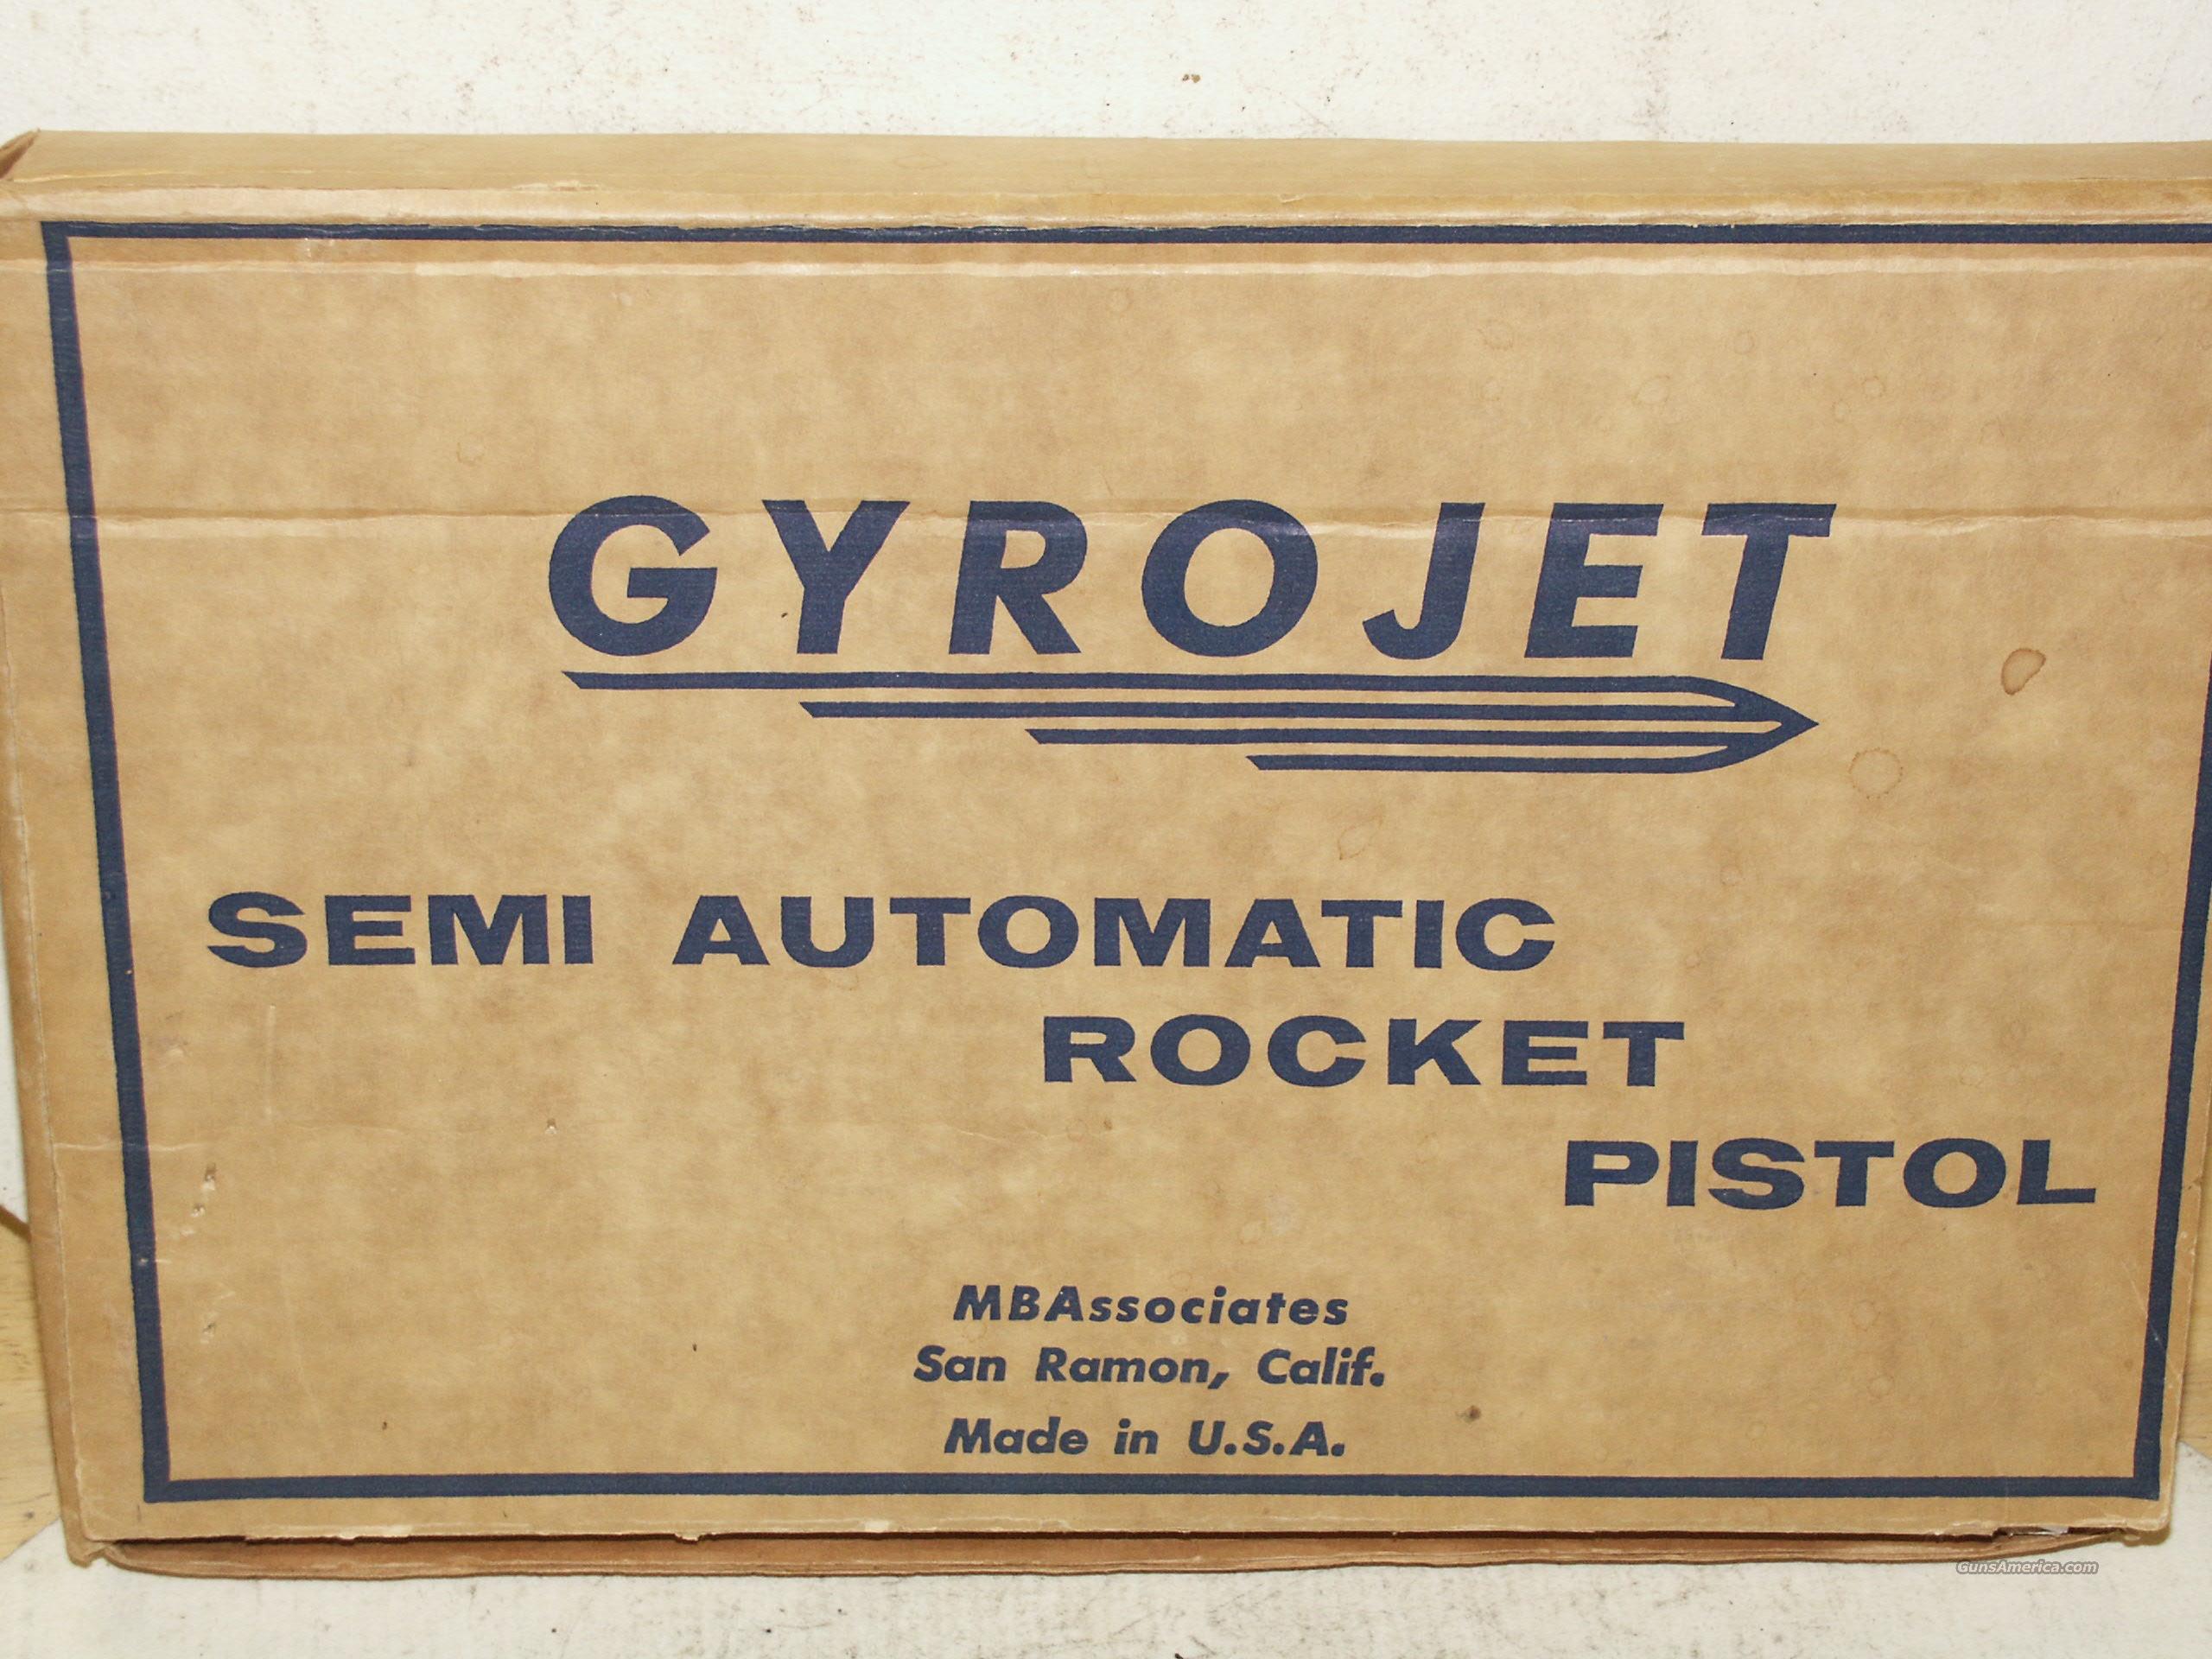 GYROJET
SEMI AUTOMATIC
ROCKET
PISTOL
MBAssociates
San Ramon, Calif.
Made in U.S.A.
GunsAmerica.com